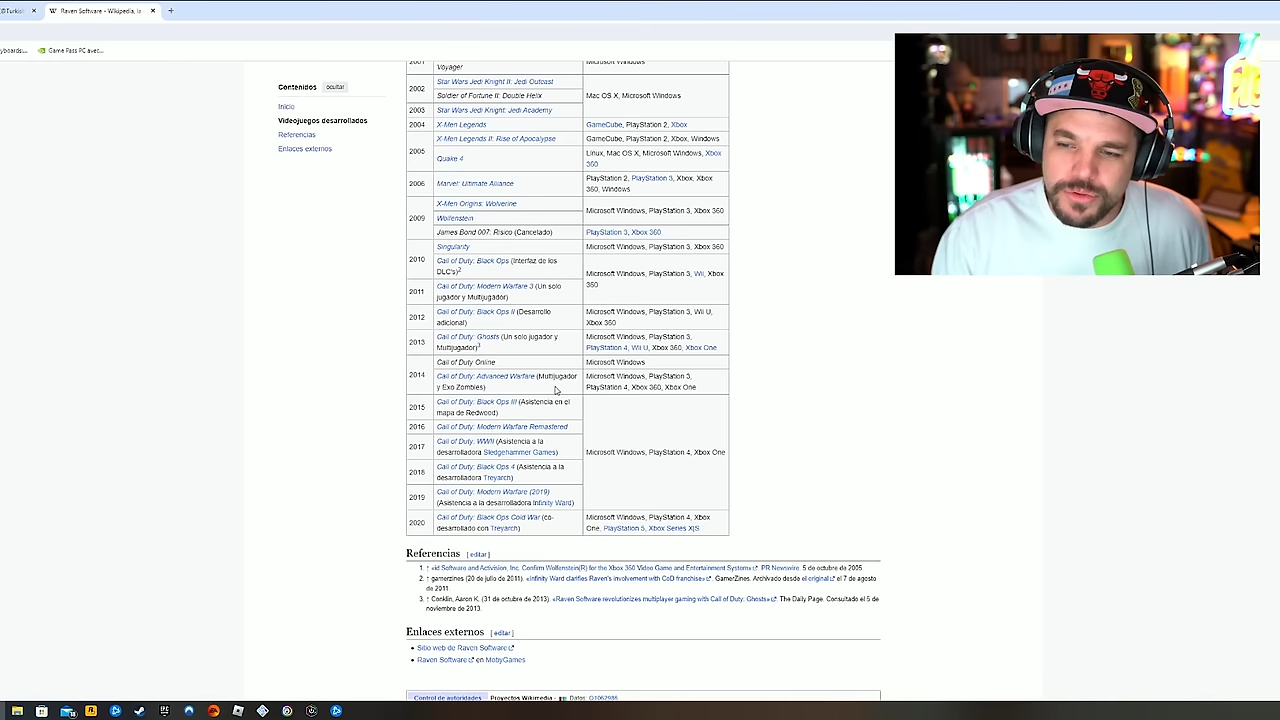 Raven Software - Wikipedia, la
Game Pass PC avec...
Contenidos ocultar
Inicio
Videojuegos desarrollados
Referencias
Enlaces externos
Voyager
2002
Star Wars Jedi Knight II: Jedi Outcast
Soldier of Fortune II: Double Helix
Mac OS X, Microsoft Windows
2003
Star Wars Jedi Knight: Jedi Academy
2004
X-Men Legends
GameCube, PlayStation 2, Xbox
2005
X-Men Legends II: Rise of Apocalypse
GameCube, PlayStation 2, Xbox, Windows
Quake 4
Linux, Mac OS X, Microsoft Windows, Xbox
360
2006
Marvel: Ultimate Alliance
PlayStation 2, PlayStation 3, Xbox, Xbox
360, Windows
2009
X-Men Origins: Wolverine
Wolfenstein
Microsoft Windows, PlayStation 3, Xbox 360
James Bond 007: Risico (Cancelado)
PlayStation 3, Xbox 360
2010
Singularity
Microsoft Windows, PlayStation 3, Xbox 360
Call of Duty: Black Ops (Interfaz de los
DLC's)2
Microsoft Windows, PlayStation 3, Wii, Xbox
360
2011
Call of Duty: Modern Warfare 3 (Un solo
jugador y Multijugador)
2012
Call of Duty: Black Ops II (Desarrollo
adicional)
Microsoft Windows, PlayStation 3, Wii U,
Xbox 360
2013
Call of Duty: Ghosts (Un solo jugador y
Multijugador)3
Microsoft Windows, PlayStation 3,
PlayStation 4, Wii U, Xbox 360, Xbox One
2014
Call of Duty Online
Microsoft Windows
Call of Duty: Advanced Warfare (Multijugador
y Exo Zombies)
Microsoft Windows, PlayStation 3,
PlayStation 4, Xbox 360, Xbox One
2015
Call of Duty: Black Ops III (Asistencia en el
mapa de Redwood)
2016
Call of Duty: Modern Warfare Remastered
2017
Call of Duty: WWII (Asistencia a la
desarrolladora Sledgehammer Games)
Microsoft Windows, PlayStation 4, Xbox One
2018
Call of Duty: Black Ops 4 (Asistencia a la
desarrolladora Treyarch)
2019
Call of Duty: Modern Warfare (2019)
(Asistencia a la desarrolladora Infinity Ward)
2020
Call of Duty: Black Ops Cold War (co-
desarrollado con Treyarch)
Microsoft Windows, PlayStation 4, Xbox
One, PlayStation 5, Xbox Series X|S
Referencias [ editar ]
1. ↑ «id Software and Activision, Inc. Confirm Wolfenstein(R) for the Xbox 360 Video Game and Entertainment System». PR Newswire. 5 de octubre de 2005
2. ↑ gamerzines (20 de julio de 2011). «Infinity Ward clarifies Raven's involvement with CoD franchise». GamerZines. Archivado desde el original el 7 de agosto
de 2011
3. ↑ Conklin, Aaron K. (31 de octubre de 2013). «Raven Software revolutionizes multiplayer gaming with Call of Duty: Ghosts». The Daily Page. Consultado el 5 de
noviembre de 2013.
Enlaces externos [ editar ]
• Sitio web de Raven Software
• Raven Software en MobyGames
Control de autoridades Proyectos Wikimedia - Datos: Q1062986